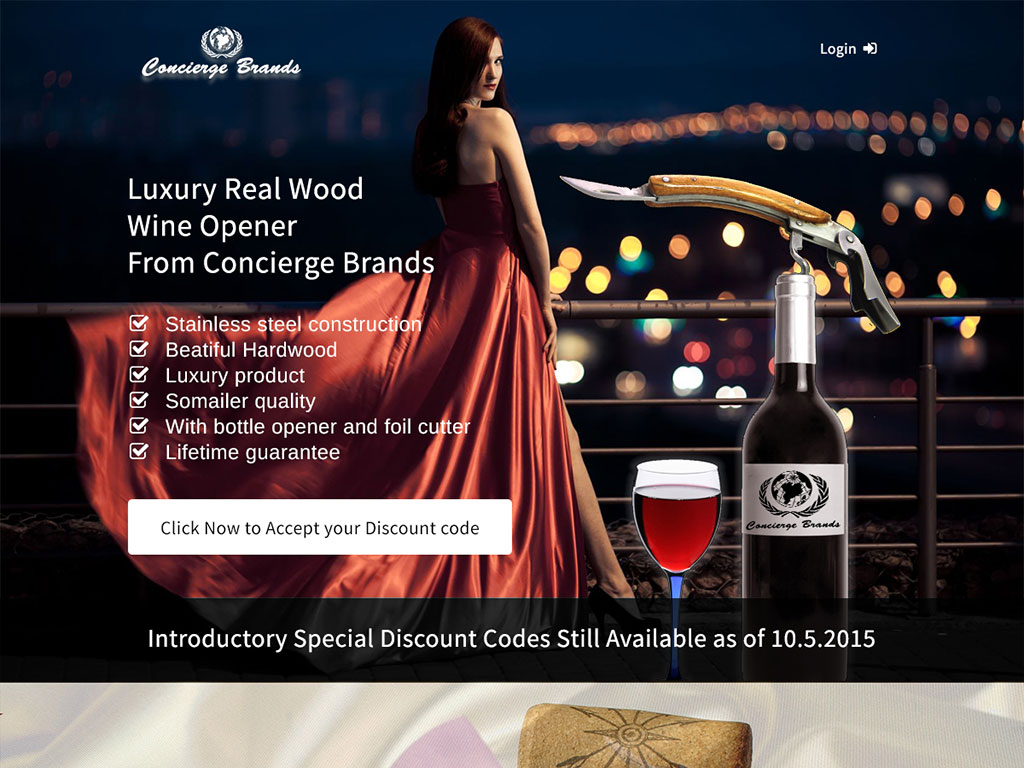 Concierge Brands
Login
Luxury Real Wood
Wine Opener
From Concierge Brands
Stainless steel construction
Beatiful Hardwood
Luxury product
Somailer quality
With bottle opener and foil cutter
Lifetime guarantee
Click Now to Accept your Discount code
Concierge Brands
Introductory Special Discount Codes Still Available as of 10.5.2015